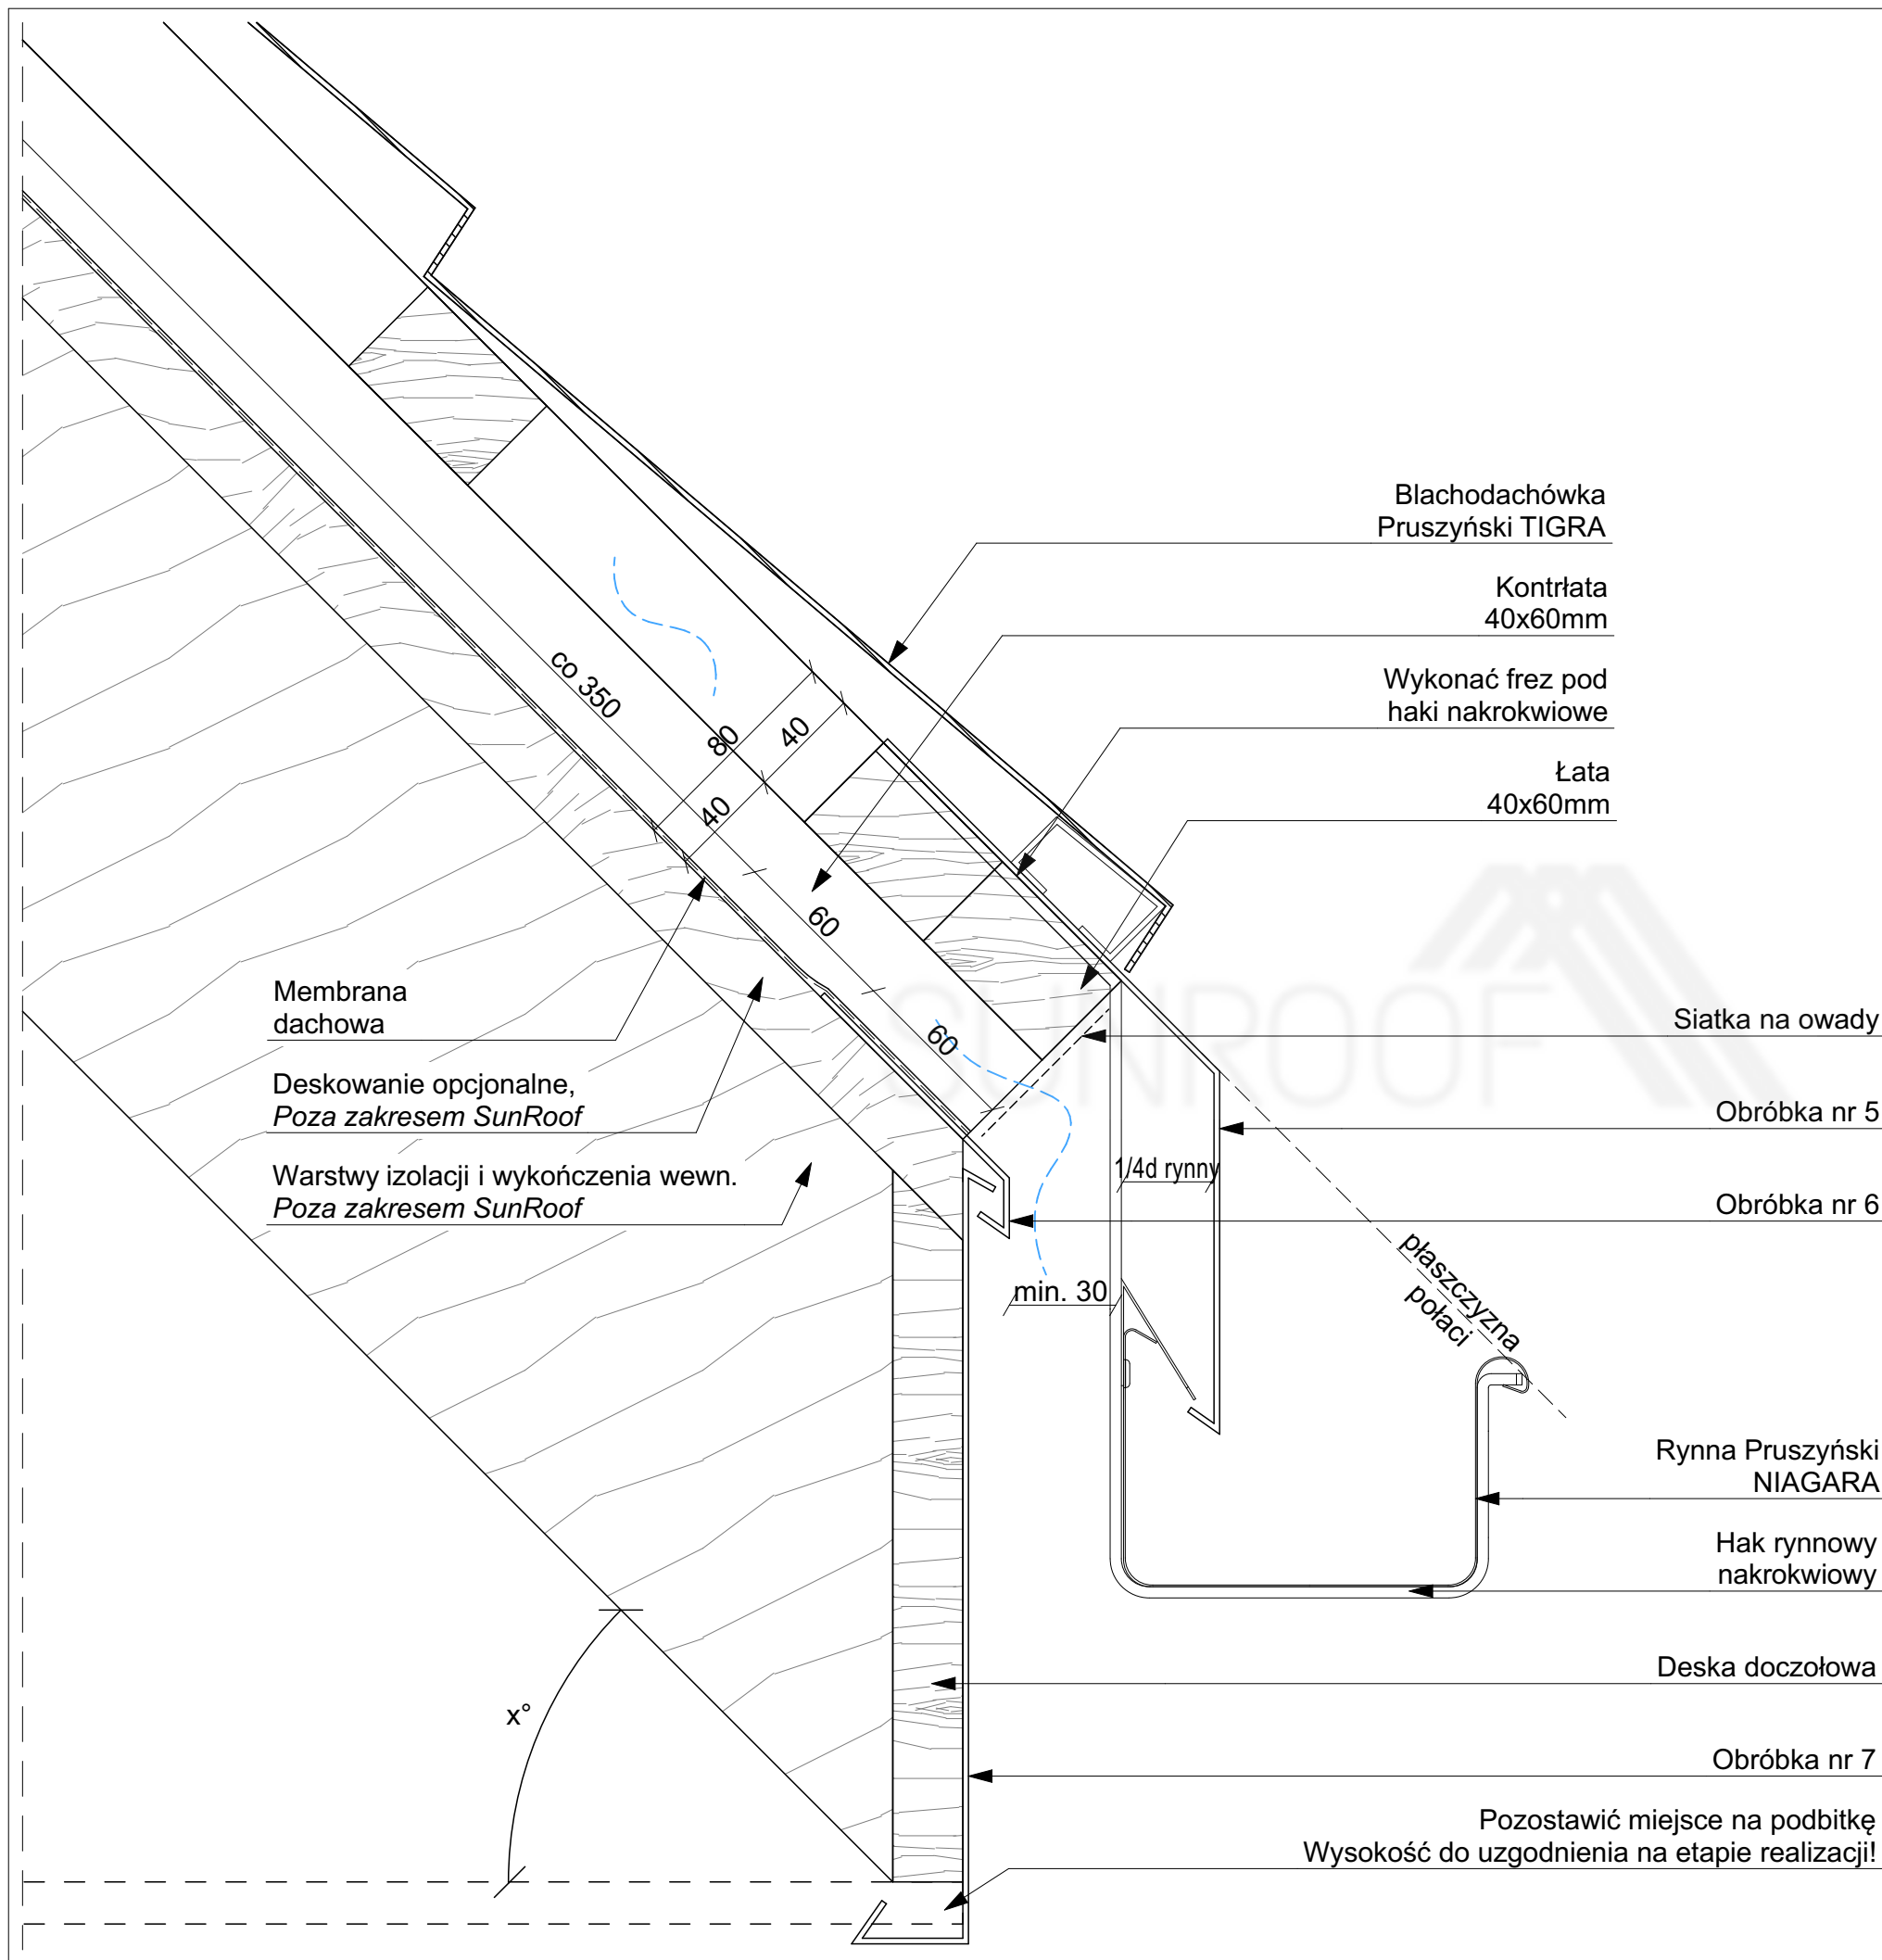 Blachodachówka
Pruszyński TIGRA
Kontrłata
40x60mm
Wykonać frez pod
haki nakrokwiowe
Łata
40x60mm
co 350
80
40
40
60
60
Membrana
dachowa
Deskowanie opcjonalne,
Poza zakresem SunRoof
Warstwy izolacji i wykończenia wewn.
Poza zakresem SunRoof
SUNROOF
Siatka na owady
Obróbka nr 5
1/4d rynny
Obróbka nr 6
min. 30
płaszczyzna
połaci
Rynna Pruszyński
NIAGARA
Hak rynnowy
nakrokwiowy
Deska doczołowa
x°
Obróbka nr 7
Pozostawić miejsce na podbitkę
Wysokość do uzgodnienia na etapie realizacji!